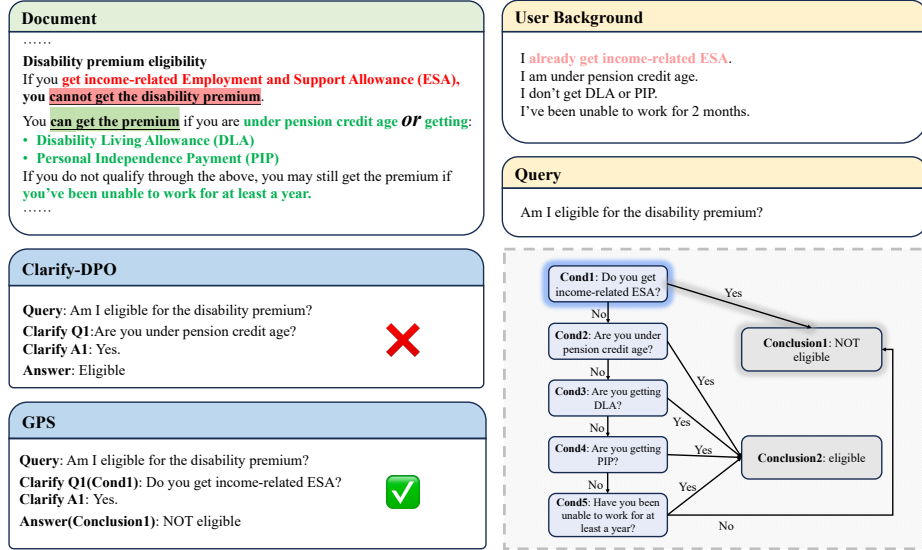 Document
......
Disability premium eligibility
If you get income-related Employment and Support Allowance (ESA),
you cannot get the disability premium.
You can get the premium if you are under pension credit age or getting:
• Disability Living Allowance (DLA)
• Personal Independence Payment (PIP)
If you do not qualify through the above, you may still get the premium if
you've been unable to work for at least a year.
......
User Background
I already get income-related ESA.
I am under pension credit age.
I don't get DLA or PIP.
I've been unable to work for 2 months.
Query
Am I eligible for the disability premium?
Clarify-DPO
Query: Am I eligible for the disability premium?
Clarify Q1:Are you under pension credit age?
Clarify A1: Yes.
Answer: Eligible
GPS
Query: Am I eligible for the disability premium?
Clarify Q1(Cond1): Do you get income-related ESA?
Clarify A1: Yes.
Answer(Conclusion1): NOT eligible
Cond1: Do you get
income-related ESA?
Yes
No
Conclusion1: NOT
eligible
Cond2: Are you under
pension credit age?
Yes
No
Cond3: Are you getting
DLA?
Yes
No
Cond4: Are you getting
PIP?
Yes
No
Conclusion2: eligible
Cond5: Have you been
unable to work for at
least a year?
Yes
No